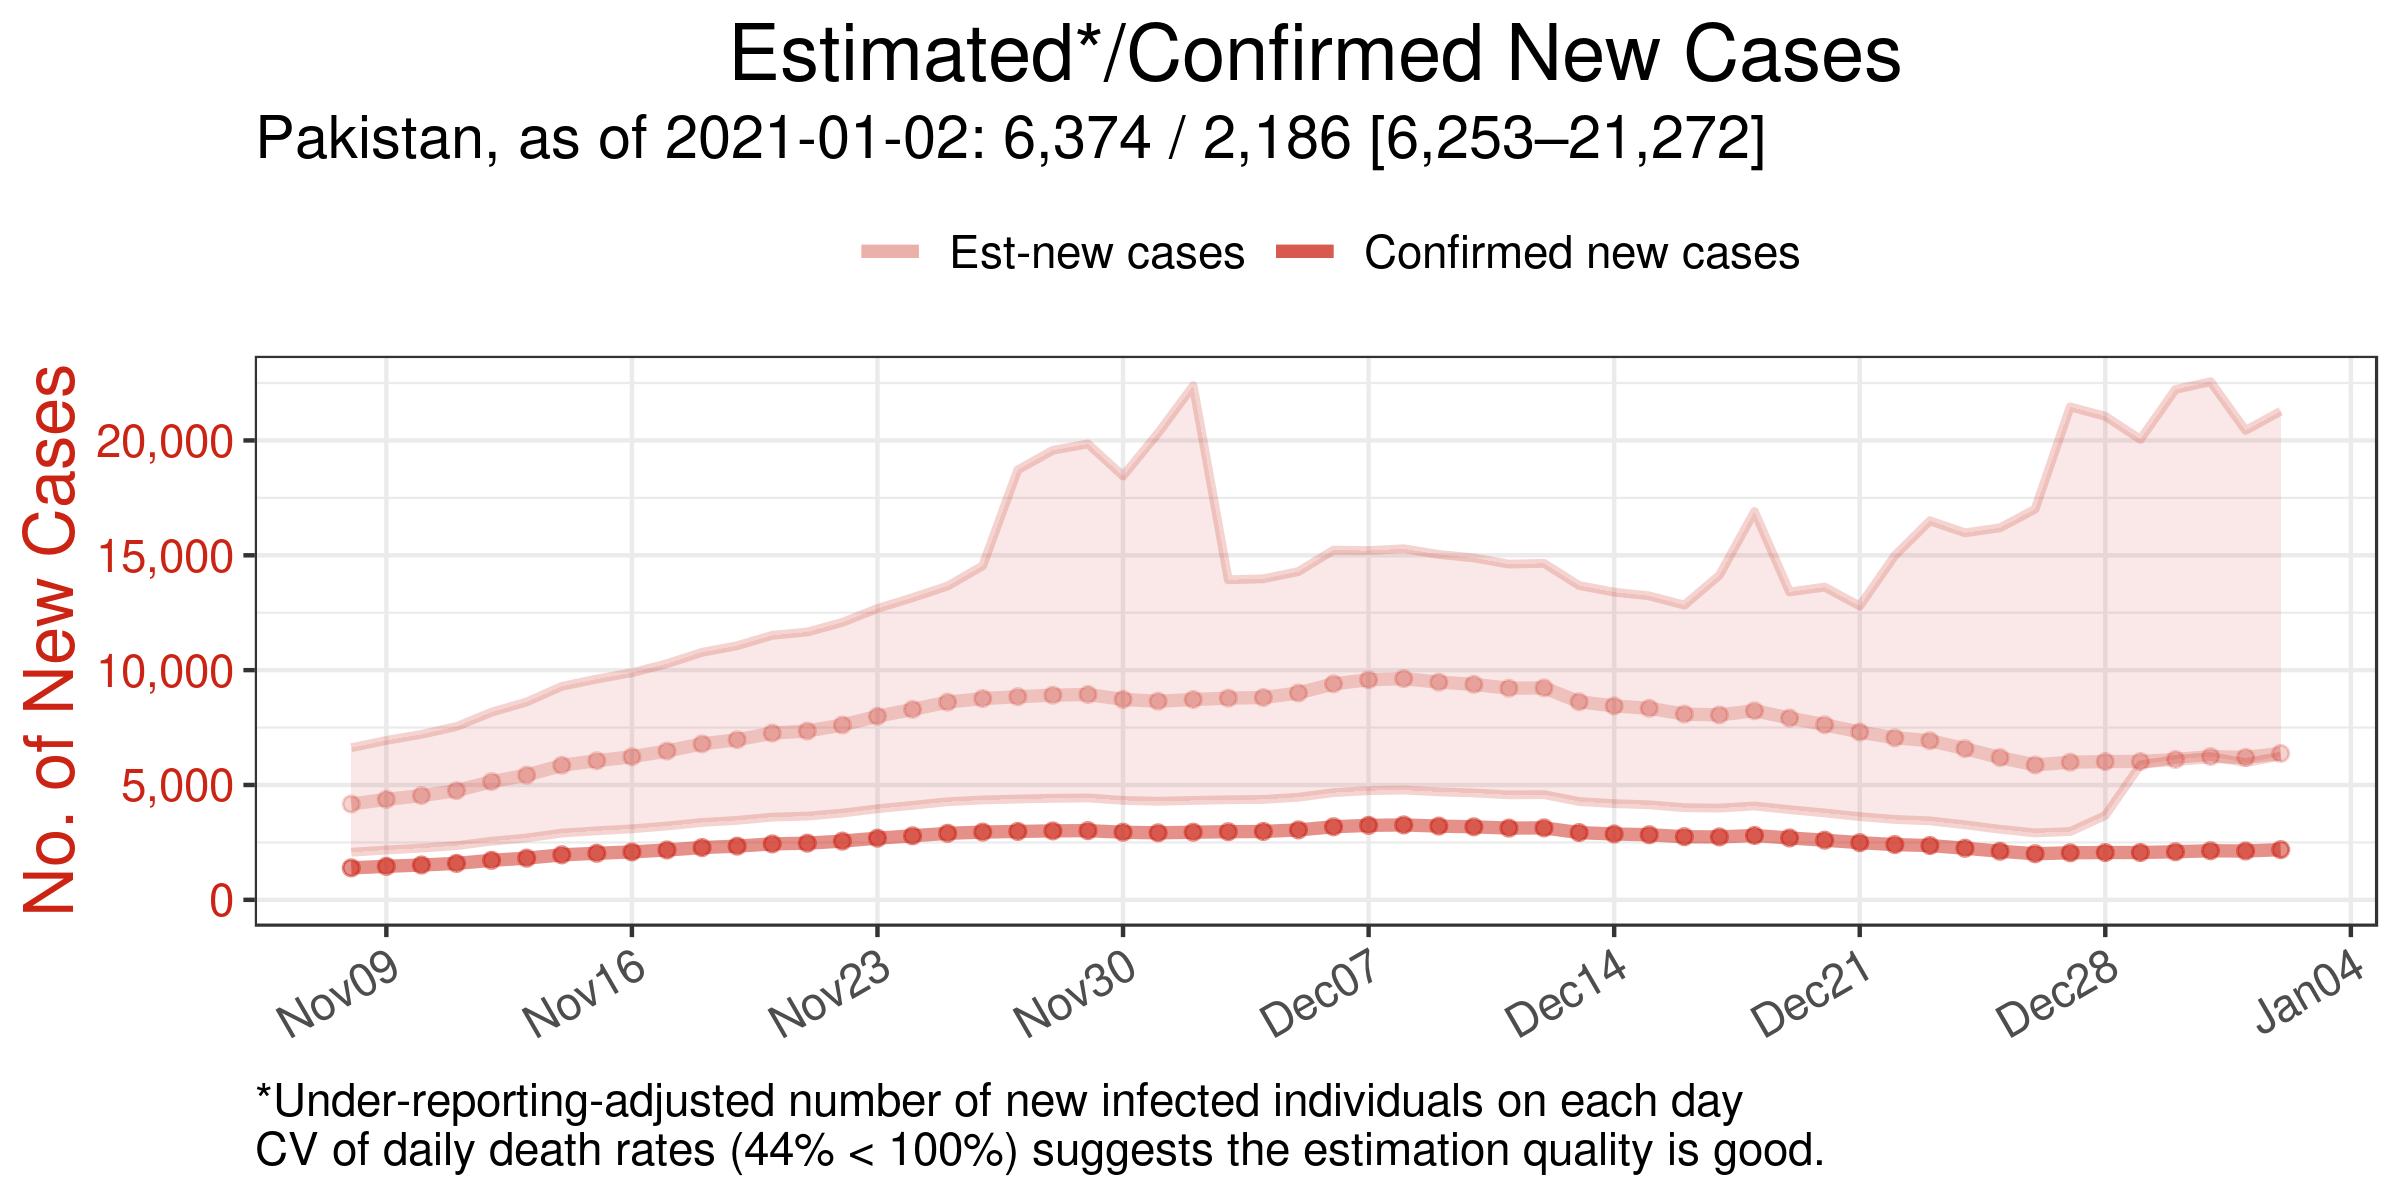 Estimated*/Confirmed New Cases
Pakistan, as of 2021-01-02: 6,374 / 2,186 [6,253–21,272]
Est-new cases
Confirmed new cases
No. of New Cases
20,000
15,000
10,000
5,000
0
Nov09
Nov16
Nov23
Nov30
Dec07
Dec14
Dec21
Dec28
Jan04
*Under-reporting-adjusted number of new infected individuals on each day
CV of daily death rates (44% < 100%) suggests the estimation quality is good.